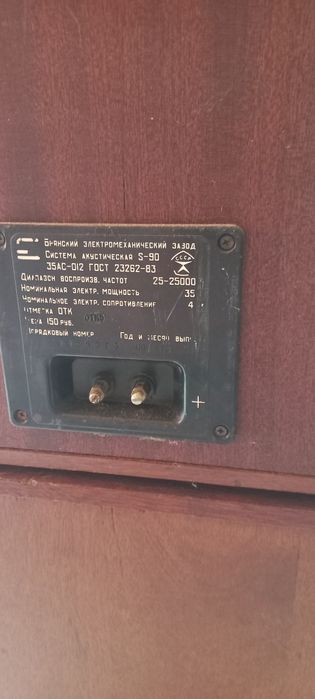 Брянский электромеханический завод
Система акустическая S-90
35АС-012 ГОСТ 23262-83
СССР
Диапазон воспроизв. частот 25-25000
Номинальная электр. мощность 35
Номинальное электр. сопротивление 4
Отметка ОТК
Цена 150 руб.
Порядковый номер Год и месяц вып.
+